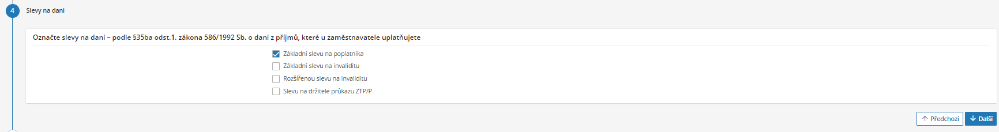 4 Slevy na dani
Označte slevy na dani – podle §35ba odst.1. zákona 586/1992 Sb. o dani z příjmů, které u zaměstnavatele uplatňujete
Základní slevu na poplatníka
Základní slevu na invaliditu
Rozšířenou slevu na invaliditu
Slevu na držitele průkazu ZTP/P
Předchozí Další